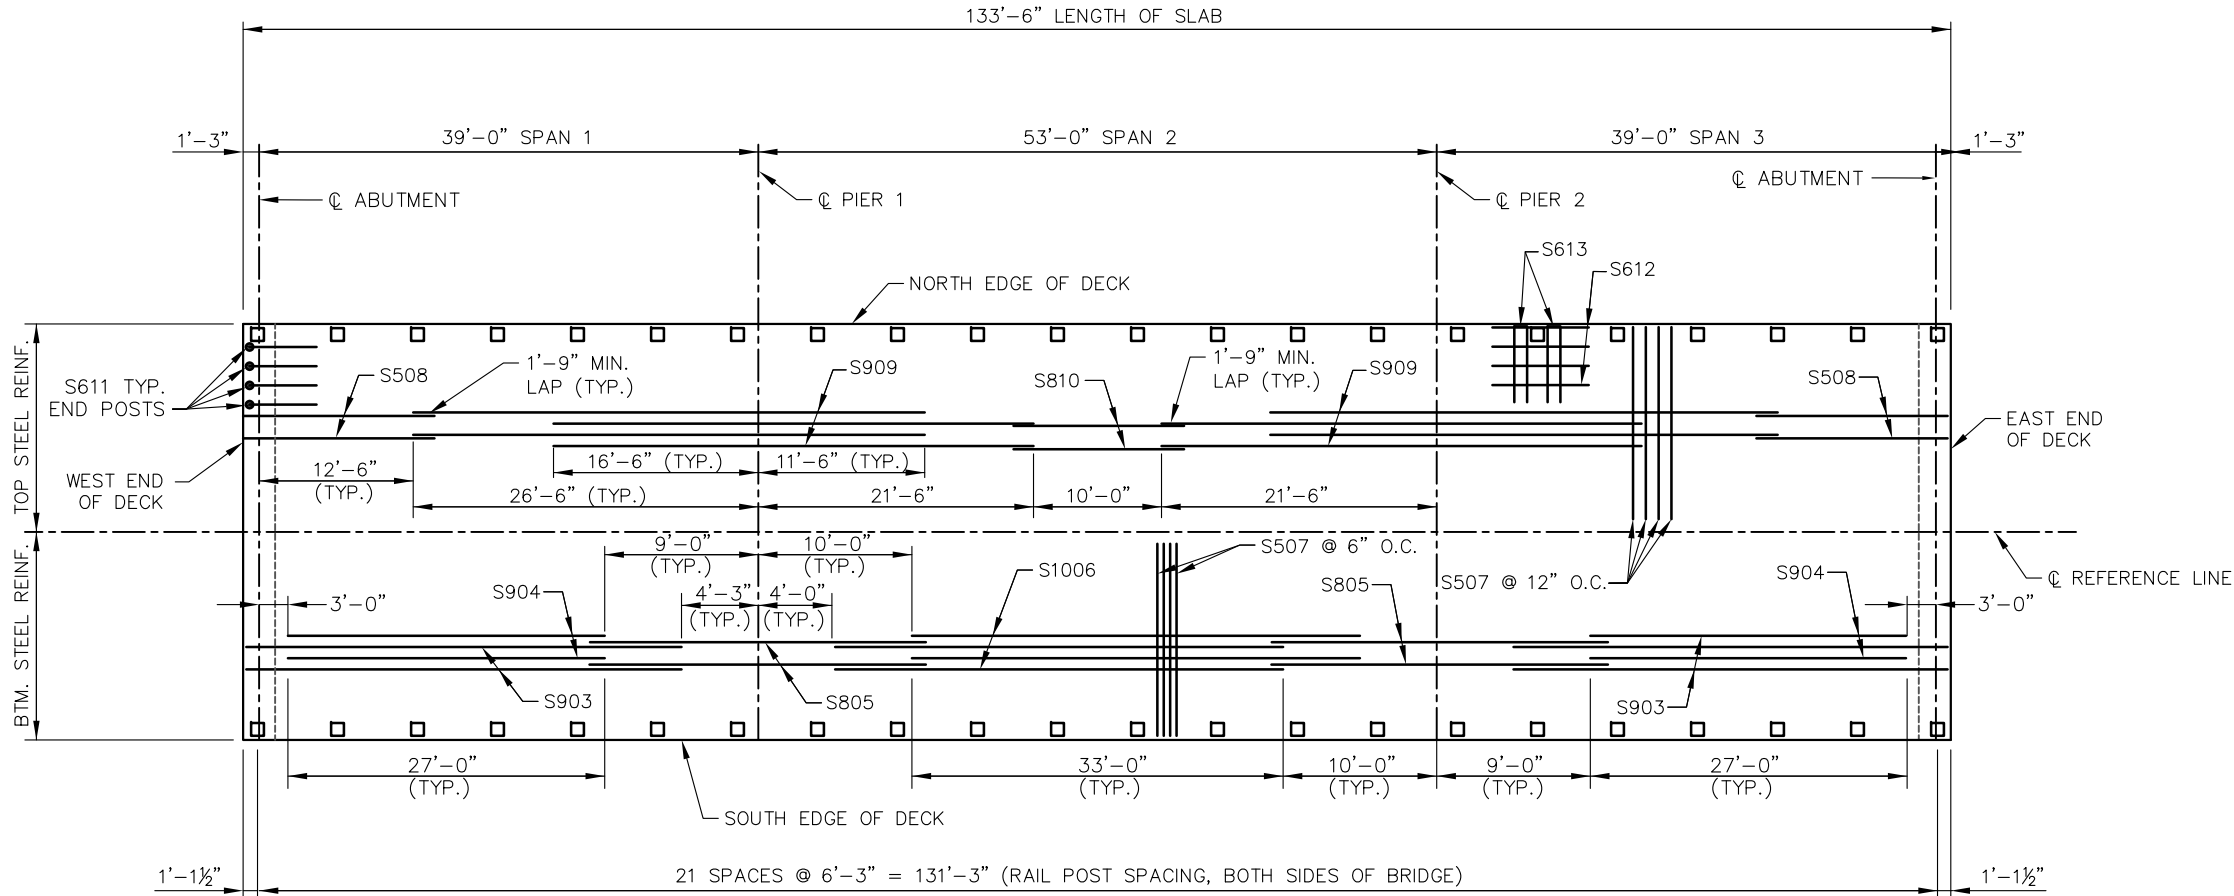 133'-6" LENGTH OF SLAB
1'-3"
39'-0" SPAN 1
53'-0" SPAN 2
39'-0" SPAN 3
1'-3"
℄ ABUTMENT
℄ PIER 1
℄ PIER 2
℄ ABUTMENT
S613
S612
NORTH EDGE OF DECK
TOP STEEL REINF.
BTM. STEEL REINF.
S611 TYP.
END POSTS
S508
1'-9" MIN.
LAP (TYP.)
S909
S810
1'-9" MIN.
LAP (TYP.)
S909
S508
EAST END
OF DECK
WEST END
OF DECK
12'-6"
(TYP.)
16'-6" (TYP.)
11'-6" (TYP.)
26'-6" (TYP.)
21'-6"
10'-0"
21'-6"
9'-0"
(TYP.)
10'-0"
(TYP.)
S507 @ 6" O.C.
S507 @ 12" O.C.
℄ REFERENCE LINE
3'-0"
S904
4'-3"
(TYP.)
4'-0"
(TYP.)
S1006
S805
S904
3'-0"
S903
S805
S903
27'-0"
(TYP.)
33'-0"
(TYP.)
10'-0"
(TYP.)
9'-0"
(TYP.)
27'-0"
(TYP.)
SOUTH EDGE OF DECK
1'-1½"
21 SPACES @ 6'-3" = 131'-3" (RAIL POST SPACING, BOTH SIDES OF BRIDGE)
1'-1½"